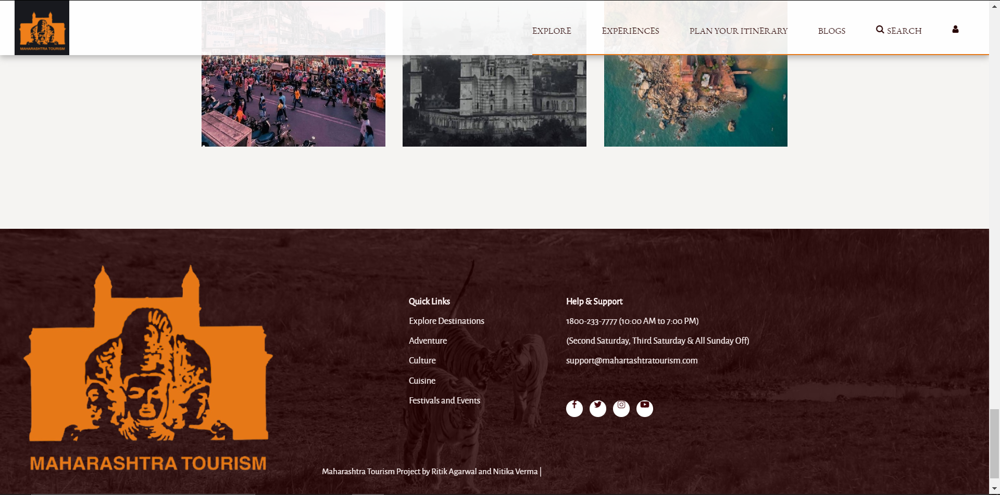 MAHARASHTRA TOURISM
EXPLORE
EXPERIENCES
PLAN YOUR ITINERARY
BLOGS
SEARCH
MAHARASHTRA TOURISM
Quick Links
Explore Destinations
Adventure
Culture
Cuisine
Festivals and Events
Help & Support
1800-233-7777 (10:00 AM to 7:00 PM)
(Second Saturday, Third Saturday & All Sunday Off)
support@mahartashtratourism.com
Maharashtra Tourism Project by Ritik Agarwal and Nitika Verma |